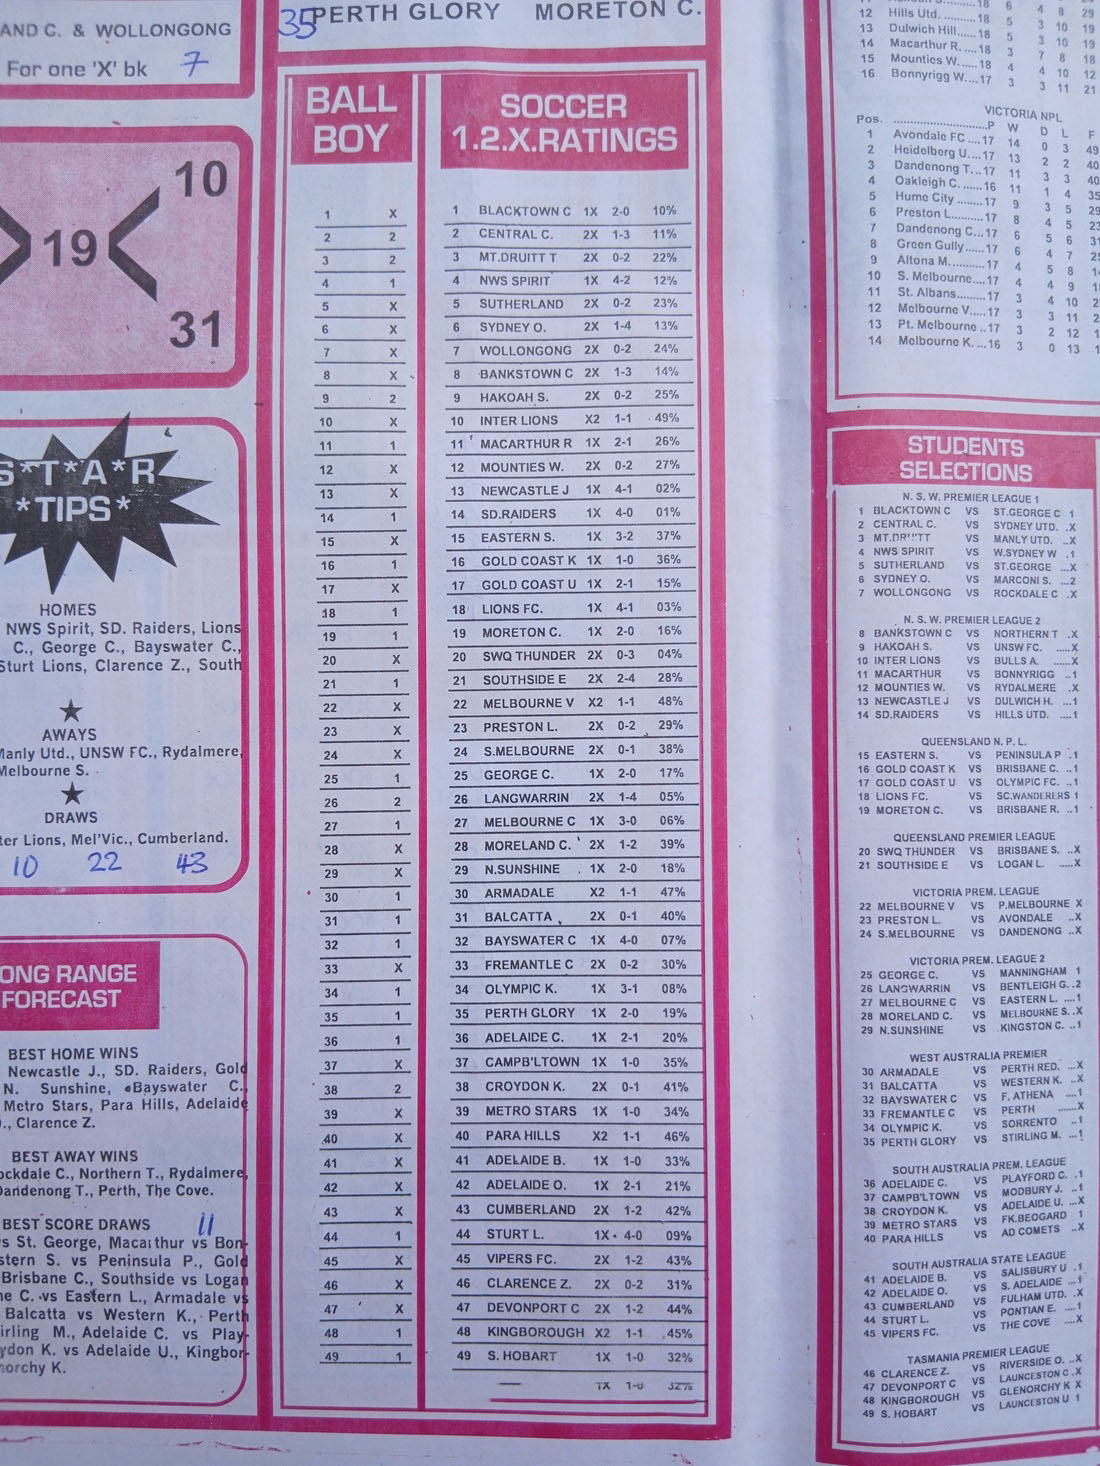 AND C. & WOLLONGONG
For one 'X' bk 7
10
19
31
S*T*A*R
*TIPS*
HOMES
NWS Spirit, SD. Raiders, Lions
C., George C., Bayswater C.,
Sturt Lions, Clarence Z., South
AWAYS
Manly Utd., UNSW FC., Rydalmere,
Melbourne S.
DRAWS
ter Lions, Mel'Vic., Cumberland.
10 22 43
ONG RANGE
FORECAST
BEST HOME WINS
Newcastle J., SD. Raiders, Gold
N. Sunshine, Bayswater C.,
Metro Stars, Para Hills, Adelaide
., Clarence Z.
BEST AWAY WINS
ockdale C., Northern T., Rydalmere,
Dandenong T., Perth, The Cove.
BEST SCORE DRAWS 11
s St. George, Macarthur vs Bon-
stern S. vs Peninsula P., Gold
Brisbane C., Southside vs Logan
ne C. vs Eastern L., Armadale vs
Balcatta vs Western K., Perth
irling M., Adelaide C. vs Play-
ydon K. vs Adelaide U., Kingbor-
norchy K.
35 PERTH GLORY MORETON C.
BALL
BOY
1 X
2 2
3 2
4 1
5 X
6 X
7 X
8 X
9 2
10 X
11 1
12 X
13 X
14 1
15 X
16 1
17 X
18 1
19 1
20 X
21 1
22 X
23 X
24 X
25 1
26 2
27 1
28 X
29 X
30 1
31 1
32 1
33 X
34 1
35 1
36 1
37 X
38 2
39 X
40 X
41 X
42 X
43 X
44 1
45 X
46 X
47 X
48 1
49 1
SOCCER
1.2.X.RATINGS
1 BLACKTOWN C 1X 2-0 10%
2 CENTRAL C. 2X 1-3 11%
3 MT.DRUITT T 2X 0-2 22%
4 NWS SPIRIT 1X 4-2 12%
5 SUTHERLAND 2X 0-2 23%
6 SYDNEY O. 2X 1-4 13%
7 WOLLONGONG 2X 0-2 24%
8 BANKSTOWN C 2X 1-3 14%
9 HAKOAH S. 2X 0-2 25%
10 INTER LIONS X2 1-1 49%
11 MACARTHUR R 1X 2-1 26%
12 MOUNTIES W. 2X 0-2 27%
13 NEWCASTLE J 1X 4-1 02%
14 SD.RAIDERS 1X 4-0 01%
15 EASTERN S. 1X 3-2 37%
16 GOLD COAST K 1X 1-0 36%
17 GOLD COAST U 1X 2-1 15%
18 LIONS FC. 1X 4-1 03%
19 MORETON C. 1X 2-0 16%
20 SWQ THUNDER 2X 0-3 04%
21 SOUTHSIDE E 2X 2-4 28%
22 MELBOURNE V X2 1-1 48%
23 PRESTON L. 2X 0-2 29%
24 S.MELBOURNE 2X 0-1 38%
25 GEORGE C. 1X 2-0 17%
26 LANGWARRIN 2X 1-4 05%
27 MELBOURNE C 1X 3-0 06%
28 MORELAND C. 2X 1-2 39%
29 N.SUNSHINE 1X 2-0 18%
30 ARMADALE X2 1-1 47%
31 BALCATTA 2X 0-1 40%
32 BAYSWATER C 1X 4-0 07%
33 FREMANTLE C 2X 0-2 30%
34 OLYMPIC K. 1X 3-1 08%
35 PERTH GLORY 1X 2-0 19%
36 ADELAIDE C. 1X 2-1 20%
37 CAMPB'LTOWN 1X 1-0 35%
38 CROYDON K. 2X 0-1 41%
39 METRO STARS 1X 1-0 34%
40 PARA HILLS X2 1-1 46%
41 ADELAIDE B. 1X 1-0 33%
42 ADELAIDE O. 1X 2-1 21%
43 CUMBERLAND 2X 1-2 42%
44 STURT L. 1X 4-0 09%
45 VIPERS FC. 2X 1-2 43%
46 CLARENCE Z. 2X 0-2 31%
47 DEVONPORT C 2X 1-2 44%
48 KINGBOROUGH X2 1-1 45%
49 S. HOBART 1X 1-0 32%
1X 1-0 32%
12 Hills Utd. 18 5 4 8 29
13 Dulwich Hill 18 5 3 10 19
14 Macarthur R. 18 5 3 10 19
15 Mounties W. 18 3 7 8 18
16 Bonnyrigg W. 17 4 4 10 12
3 3 11 21
VICTORIA NPL
Pos. P W D L F
1 Avondale FC 17 14 0 3 49
2 Heidelberg U. 17 13 2 2 40
3 Dandenong T. 17 11 3 3 40
4 Oakleigh C. 16 11 1 4 35
5 Hume City 17 9 3 5 29
6 Preston L. 17 8 4 5 23
7 Dandenong C. 17 6 5 6 31
8 Green Gully 17 6 4 7
9 Altona M. 17 4 5 8
10 S. Melbourne 17 4 4 9
11 St. Albans 17 3 4 10
12 Melbourne V. 17 3 3 11
13 Pt. Melbourne 17 3 2 12
14 Melbourne K. 16 3 0 13
STUDENTS
SELECTIONS
N. S. W. PREMIER LEAGUE 1
1 BLACKTOWN C VS ST.GEORGE C 1
2 CENTRAL C. VS SYDNEY UTD. .X
3 MT.DRUITT VS MANLY UTD. ..X
4 NWS SPIRIT VS W.SYDNEY W .1
5 SUTHERLAND VS ST.GEORGE ...X
6 SYDNEY O. VS MARCONI S. ...2
7 WOLLONGONG VS ROCKDALE C .X
N. S. W. PREMIER LEAGUE 2
8 BANKSTOWN C VS NORTHERN T .X
9 HAKOAH S. VS UNSW FC. .....X
10 INTER LIONS VS BULLS A. ......X
11 MACARTHUR VS BONNYRIGG ..1
12 MOUNTIES W. VS RYDALMERE .X
13 NEWCASTLE J VS DULWICH H. ...1
14 SD.RAIDERS VS HILLS UTD. ....1
QUEENSLAND N. P. L.
15 EASTERN S. VS PENINSULA P .1
16 GOLD COAST K VS BRISBANE C. ..1
17 GOLD COAST U VS OLYMPIC FC. ..1
18 LIONS FC. VS SC.WANDERERS 1
19 MORETON C. VS BRISBANE R. ..1
QUEENSLAND PREMIER LEAGUE
20 SWQ THUNDER VS BRISBANE S. ..X
21 SOUTHSIDE E VS LOGAN L. .....X
VICTORIA PREM. LEAGUE
22 MELBOURNE V VS P.MELBOURNE X
23 PRESTON L. VS AVONDALE ..X
24 S.MELBOURNE VS DANDENONG ..X
VICTORIA PREM. LEAGUE 2
25 GEORGE C. VS MANNINGHAM 1
26 LANGWARRIN VS BENTLEIGH G. .2
27 MELBOURNE C VS EASTERN L. ....1
28 MORELAND C. VS MELBOURNE S. .X
29 N.SUNSHINE VS KINGSTON C. ..1
WEST AUSTRALIA PREMIER
30 ARMADALE VS PERTH RED. ...X
31 BALCATTA VS WESTERN K. ..X
32 BAYSWATER C VS F. ATHENA ....1
33 FREMANTLE C VS PERTH .......X
34 OLYMPIC K. VS SORRENTO ..1
35 PERTH GLORY VS STIRLING M. ...1
SOUTH AUSTRALIA PREM. LEAGUE
36 ADELAIDE C. VS PLAYFORD C. .1
37 CAMPB'LTOWN VS MODBURY J. ..1
38 CROYDON K. VS ADELAIDE U. ...X
39 METRO STARS VS FK.BEOGARD 1
40 PARA HILLS VS AD COMETS ..X
SOUTH AUSTRALIA STATE LEAGUE
41 ADELAIDE B. VS SALISBURY U .1
42 ADELAIDE O. VS S. ADELAIDE ...1
43 CUMBERLAND VS FULHAM UTD. .X
44 STURT L. VS PONTIAN E. ....1
45 VIPERS FC. VS THE COVE ....X
TASMANIA PREMIER LEAGUE
46 CLARENCE Z. VS RIVERSIDE O. ..X
47 DEVONPORT C VS LAUNCESTON C .X
48 KINGBOROUGH VS GLENORCHY K X
49 S. HOBART VS LAUNCESTON U 1